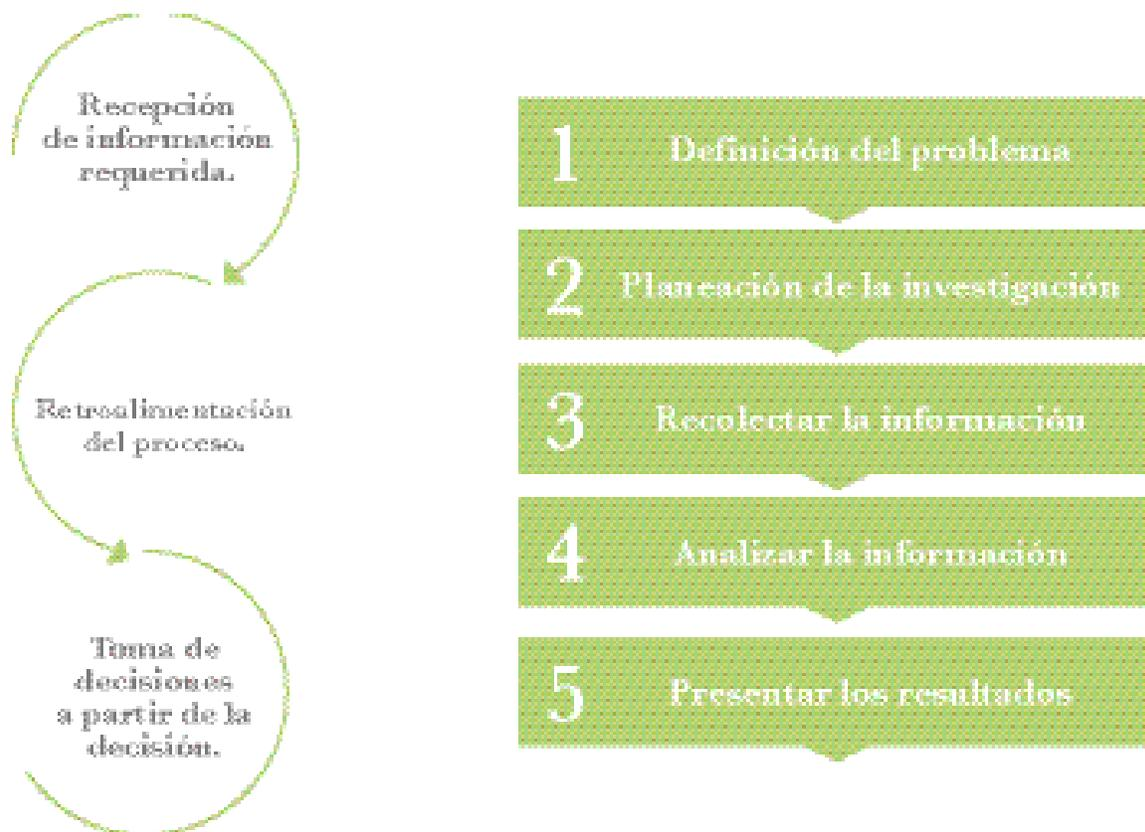 Recepción
de información
requerida.
Retroalimentación
del proceso.
Toma de
decisiones
a partir de la
decisión.
1 Definición del problema
2 Planeación de la investigación
3 Recolectar la información
4 Analizar la información
5 Presentar los resultados